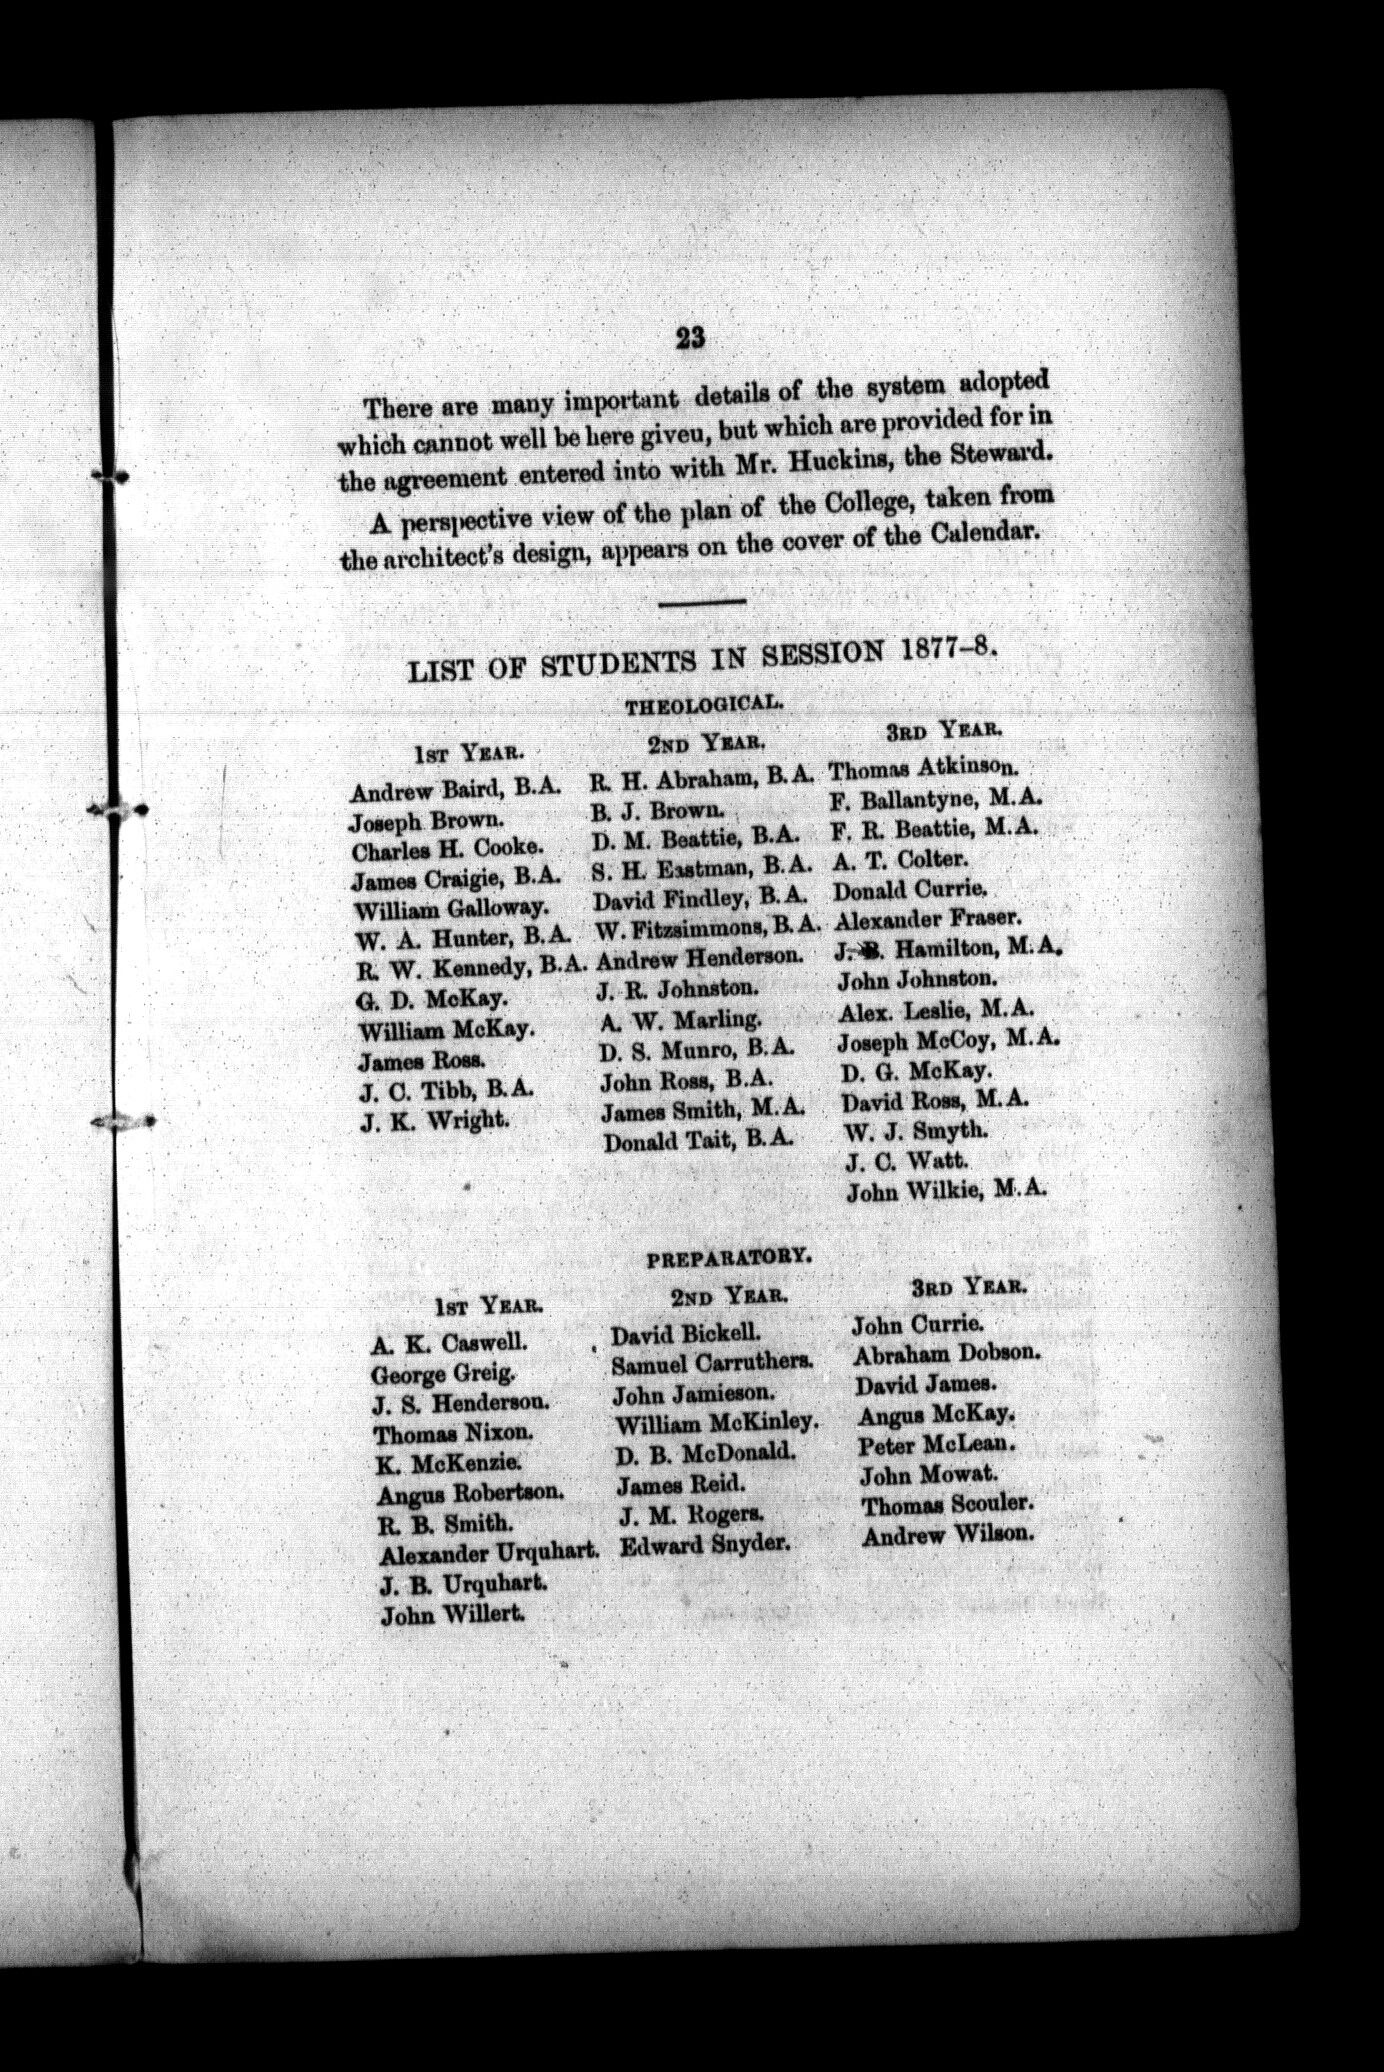 23
There are many important details of the system adopted
which cannot well be here giveu, but which are provided for in
the agreement entered into with Mr. Huckins, the Steward.
A perspective view of the plan of the College, taken from
the architect's design, appears on the cover of the Calendar.
LIST OF STUDENTS IN SESSION 1877-8.
THEOLOGICAL.
1ST YEAR.
Andrew Baird, B.A.
Joseph Brown.
Charles H. Cooke.
James Craigie, B.A.
William Galloway.
W. A. Hunter, B.A.
R. W. Kennedy, B.A.
G. D. McKay.
William McKay.
James Ross.
J. C. Tibb, B.A.
J. K. Wright.
2ND YEAR.
R. H. Abraham, B.A.
B. J. Brown.
D. M. Beattie, B.A.
S. H. Eastman, B.A.
David Findley, B.A.
W. Fitzsimmons, B.A.
Andrew Henderson.
J. R. Johnston.
A. W. Marling.
D. S. Munro, B.A.
John Ross, B.A.
James Smith, M.A.
Donald Tait, B.A.
3RD YEAR.
Thomas Atkinson.
F. Ballantyne, M.A.
F. R. Beattie, M.A.
A. T. Colter.
Donald Currie.
Alexander Fraser.
J. B. Hamilton, M.A.
John Johnston.
Alex. Leslie, M.A.
Joseph McCoy, M.A.
D. G. McKay.
David Ross, M.A.
W. J. Smyth.
J. C. Watt.
John Wilkie, M.A.
PREPARATORY.
1ST YEAR.
A. K. Caswell.
George Greig.
J. S. Henderson.
Thomas Nixon.
K. McKenzie.
Angus Robertson.
R. B. Smith.
Alexander Urquhart.
J. B. Urquhart.
John Willert.
2ND YEAR.
David Bickell.
Samuel Carruthers.
John Jamieson.
William McKinley.
D. B. McDonald.
James Reid.
J. M. Rogers.
Edward Snyder.
3RD YEAR.
John Currie.
Abraham Dobson.
David James.
Angus McKay.
Peter McLean.
John Mowat.
Thomas Scouler.
Andrew Wilson.